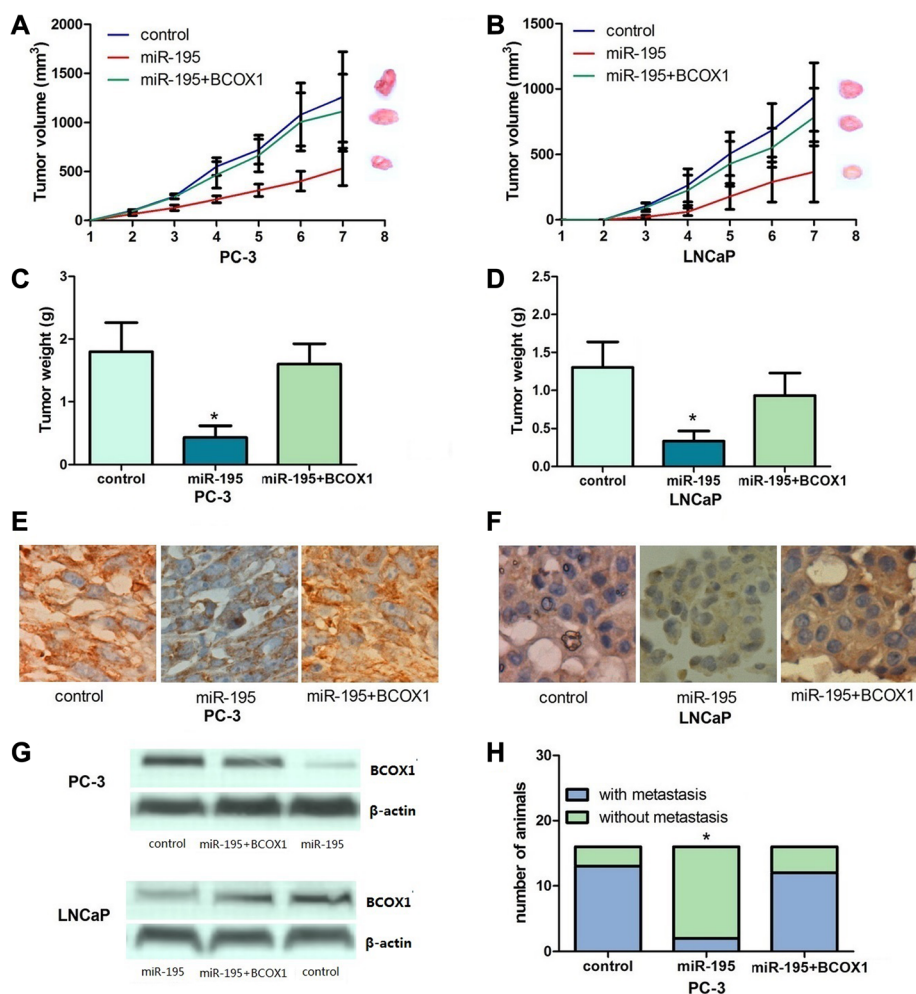 A
Tumor volume (mm³)
2000
1500
1000
500
0
control
miR-195
miR-195+BCOX1
1 2 3 4 5 6 7 8
PC-3
B
Tumor volume (mm³)
1500
1000
500
0
control
miR-195
miR-195+BCOX1
1 2 3 4 5 6 7 8
LNCaP
C
Tumor weight (g)
3
2
1
0
*
control miR-195 miR-195+BCOX1
PC-3
D
Tumor weight (g)
2.5
2.0
1.5
1.0
0.5
0.0
*
control miR-195 miR-195+BCOX1
LNCaP
E
control miR-195 miR-195+BCOX1
PC-3
F
control miR-195 miR-195+BCOX1
LNCaP
G
PC-3
BCOX1
β-actin
control miR-195+BCOX1 miR-195
LNCaP
BCOX1
β-actin
miR-195 miR-195+BCOX1 control
H
number of animals
30
20
10
0
with metastasis
without metastasis
*
control miR-195 miR-195+BCOX1
PC-3